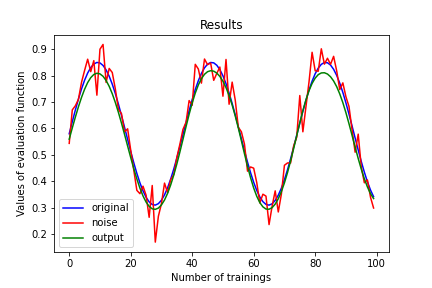 Results
Values of evaluation function
0.9
0.8
0.7
0.6
0.5
0.4
0.3
0.2
original
noise
output
0 20 40 60 80 100
Number of trainings